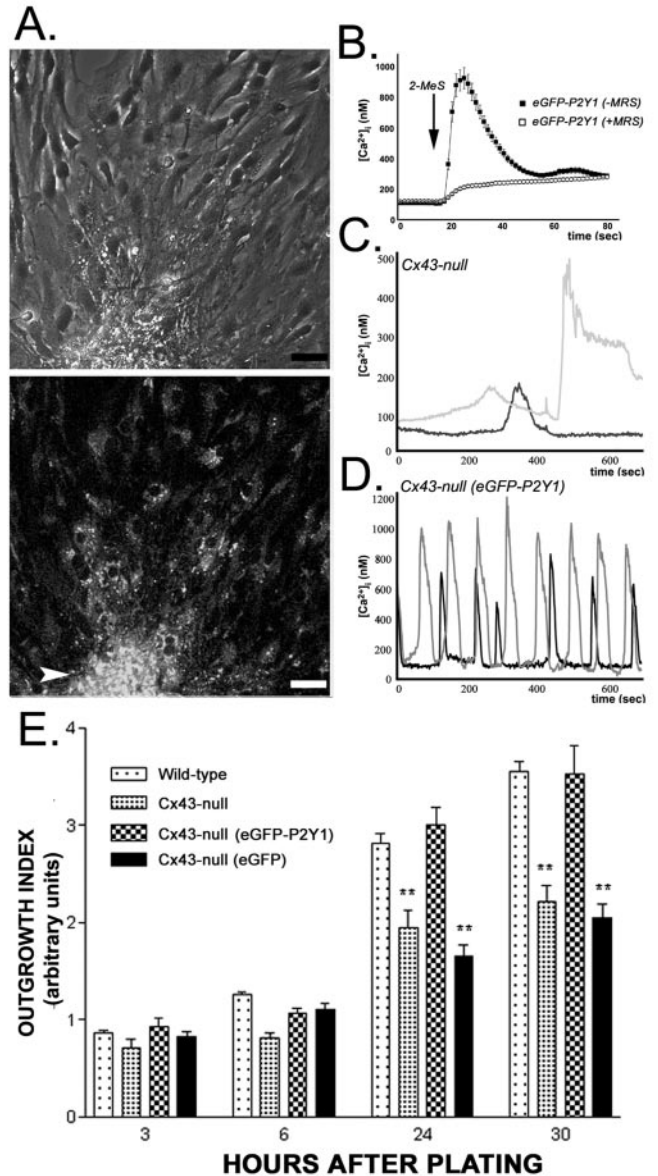 A.
B.
1000
800
600
400
200
0
[Ca²⁺]ᵢ (nM)
2-MeS
eGFP-P2Y1 (-MRS)
eGFP-P2Y1 (+MRS)
0 20 40 60 80
time (sec)
C.
Cx43-null
500
400
300
200
100
0
[Ca²⁺]ᵢ (nM)
0 200 400 600
time (sec)
D.
Cx43-null (eGFP-P2Y1)
1200
1000
800
600
400
200
0
[Ca²⁺]ᵢ (nM)
0 200 400 600
time (sec)
E.
4
3
2
1
0
OUTGROWTH INDEX
(arbitrary units)
Wild-type
Cx43-null
Cx43-null (eGFP-P2Y1)
Cx43-null (eGFP)
** ** ** **
3 6 24 30
HOURS AFTER PLATING